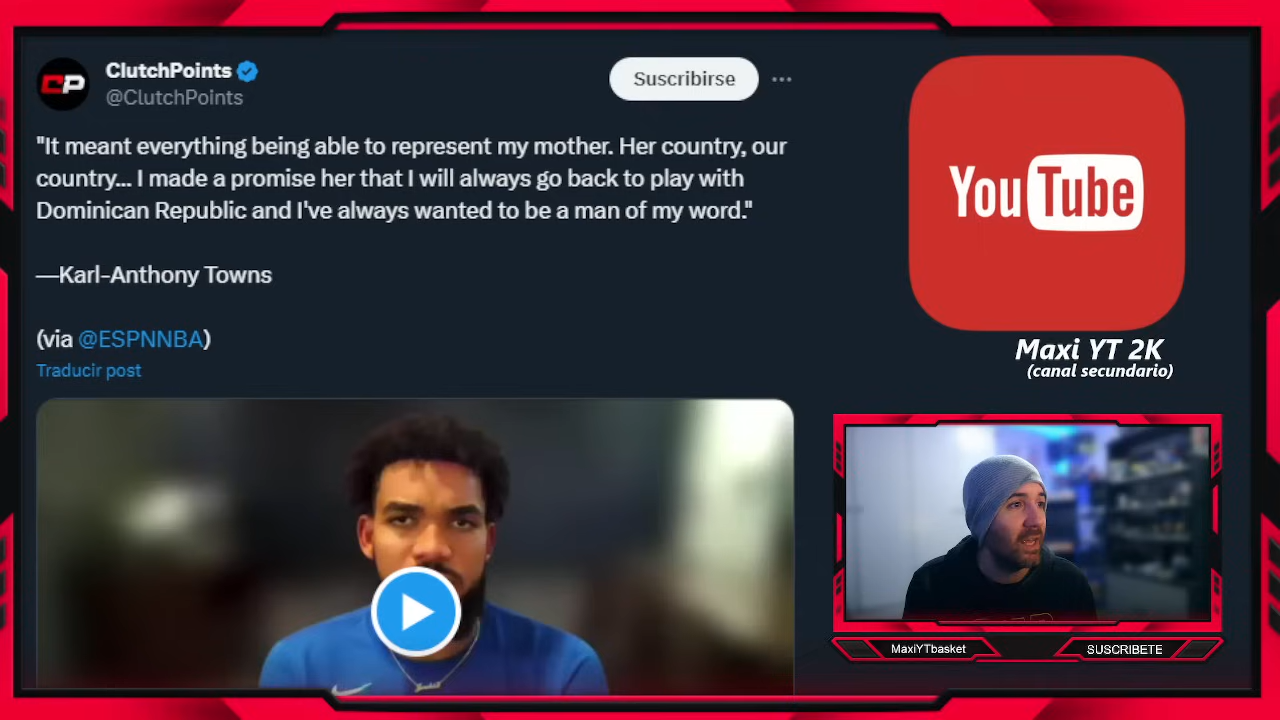 CP
ClutchPoints
@ClutchPoints
Suscribirse
"It meant everything being able to represent my mother. Her country, our
country... I made a promise her that I will always go back to play with
Dominican Republic and I've always wanted to be a man of my word."
—Karl-Anthony Towns
(via @ESPNNBA)
Traducir post
YouTube
Maxi YT 2K
(canal secundario)
MaxiYTbasket
SUSCRIBETE